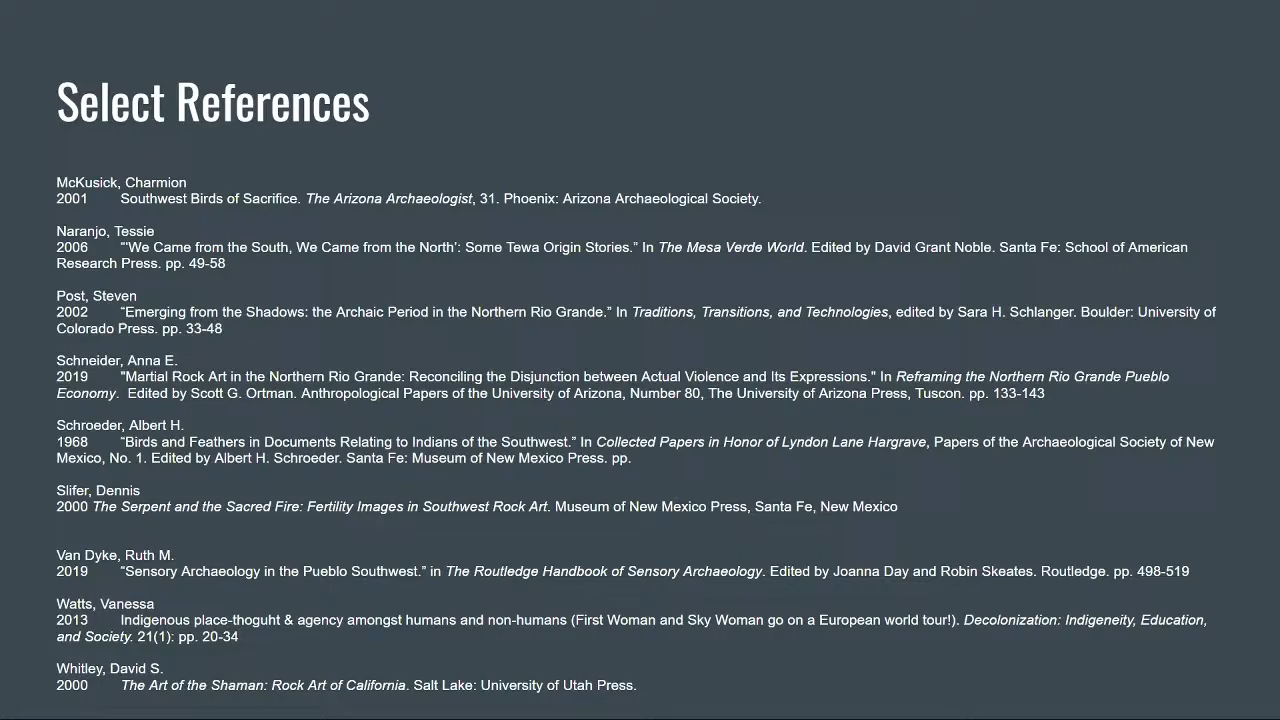 Select References
McKusick, Charmion
2001 Southwest Birds of Sacrifice. The Arizona Archaeologist, 31. Phoenix: Arizona Archaeological Society.
Naranjo, Tessie
2006 "'We Came from the South, We Came from the North': Some Tewa Origin Stories." In The Mesa Verde World. Edited by David Grant Noble. Santa Fe: School of American
Research Press. pp. 49-58
Post, Steven
2002 “Emerging from the Shadows: the Archaic Period in the Northern Rio Grande.” In Traditions, Transitions, and Technologies, edited by Sara H. Schlanger. Boulder: University of
Colorado Press. pp. 33-48
Schneider, Anna E.
2019 "Martial Rock Art in the Northern Rio Grande: Reconciling the Disjunction between Actual Violence and Its Expressions." In Reframing the Northern Rio Grande Pueblo
Economy. Edited by Scott G. Ortman. Anthropological Papers of the University of Arizona, Number 80, The University of Arizona Press, Tuscon. pp. 133-143
Schroeder, Albert H.
1968 “Birds and Feathers in Documents Relating to Indians of the Southwest.” In Collected Papers in Honor of Lyndon Lane Hargrave, Papers of the Archaeological Society of New
Mexico, No. 1. Edited by Albert H. Schroeder. Santa Fe: Museum of New Mexico Press. pp.
Slifer, Dennis
2000 The Serpent and the Sacred Fire: Fertility Images in Southwest Rock Art. Museum of New Mexico Press, Santa Fe, New Mexico
Van Dyke, Ruth M.
2019 “Sensory Archaeology in the Pueblo Southwest.” in The Routledge Handbook of Sensory Archaeology. Edited by Joanna Day and Robin Skeates. Routledge. pp. 498-519
Watts, Vanessa
2013 Indigenous place-thoguht & agency amongst humans and non-humans (First Woman and Sky Woman go on a European world tour!). Decolonization: Indigeneity, Education,
and Society. 21(1): pp. 20-34
Whitley, David S.
2000 The Art of the Shaman: Rock Art of California. Salt Lake: University of Utah Press.